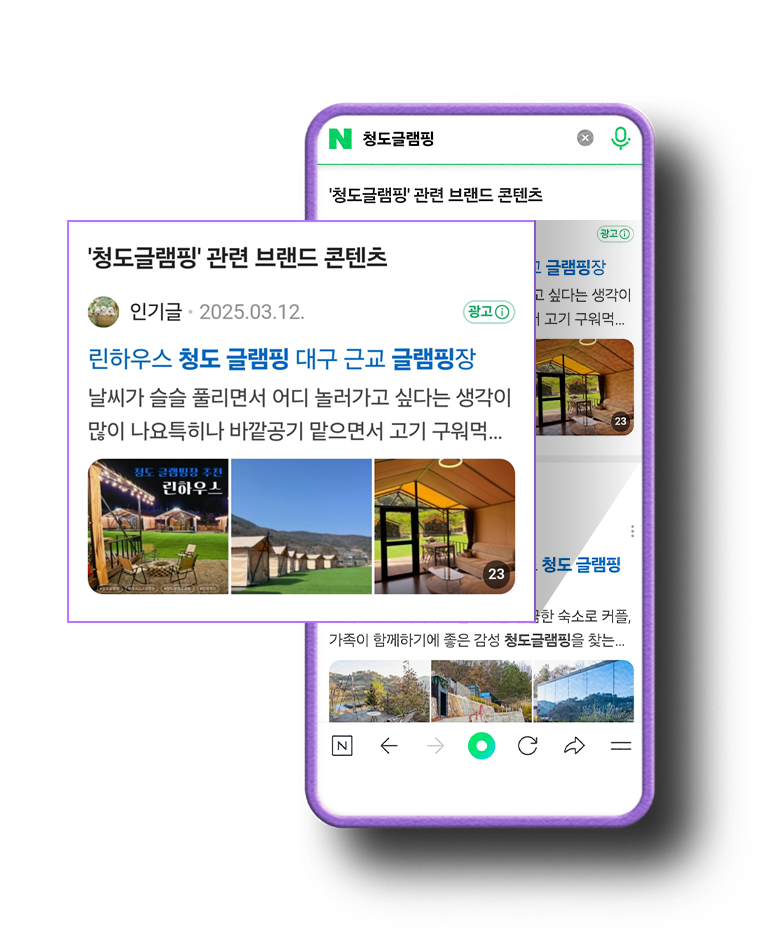 N 청도글램핑
'청도글램핑' 관련 브랜드 콘텐츠
광고
글램핑장
고 싶다는 생각이
고기 구워먹...
23
'청도글램핑' 관련 브랜드 콘텐츠
인기글 • 2025.03.12.
광고
린하우스 청도 글램핑 대구 근교 글램핑장
날씨가 슬슬 풀리면서 어디 놀러가고 싶다는 생각이
많이 나요특히나 바깥공기 맡으면서 고기 구워먹...
청도 글램핑장 추천
린하우스
23
청도 글램핑
한 숙소로 커플,
가족이 함께하기에 좋은 감성 청도글램핑을 찾는...
N